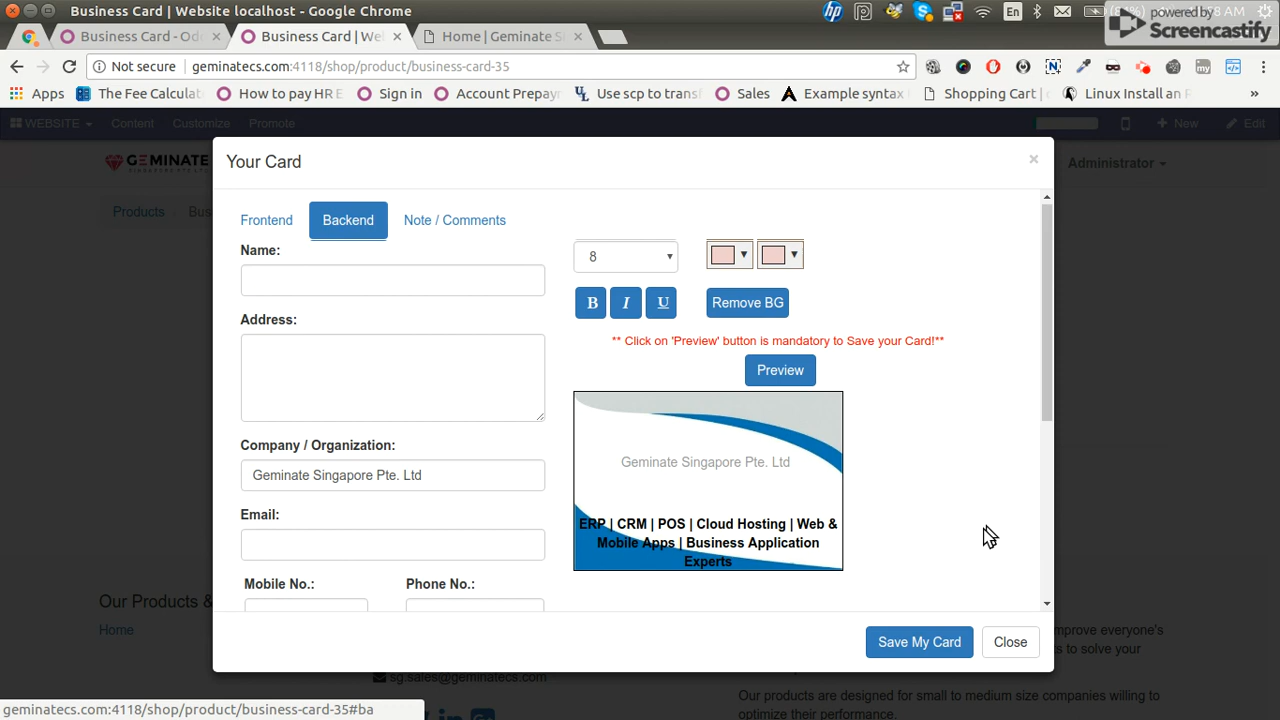 Business Card | Website localhost - Google Chrome
En
powered by
Screencastify
Business Card - Od
Business Card | We
Home | Geminate S
Not secure | geminatecs.com:4118/shop/product/business-card-35
Apps
The Fee Calculat
How to pay HR E
Sign in
Account Prepay
Use scp to trans
Sales
Example syntax
Shopping Cart |
Linux Install an
WEBSITE
Content
Customize
Promote
New
Edit
GEMINATE
Administrator
Products
Your Card
×
Frontend
Backend
Note / Comments
Name:
8
B I U
Remove BG
Address:
** Click on 'Preview' button is mandatory to Save your Card!**
Preview
Company / Organization:
Geminate Singapore Pte. Ltd
Geminate Singapore Pte. Ltd
Email:
ERP | CRM | POS | Cloud Hosting | Web &
Mobile Apps | Business Application
Experts
Mobile No.:
Phone No.:
Save My Card
Close
Our Products &
Home
improve everyone's
s to solve your
sg.sales@geminatecs.com
Our products are designed for small to medium size companies willing to
optimize their performance.
geminatecs.com:4118/shop/product/business-card-35#ba